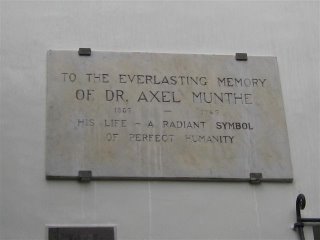 TO THE EVERLASTING MEMORY
OF DR. AXEL MUNTHE
HIS LIFE – A RADIANT SYMBOL
OF PERFECT HUMANITY